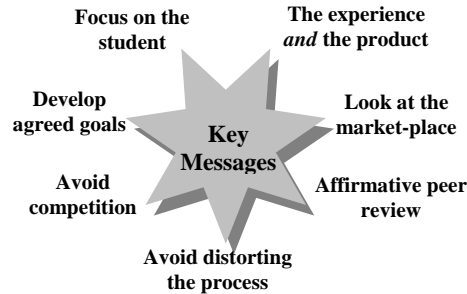 Focus on the
student
The experience
and the product
Develop
agreed goals
Look at the
market-place
Key
Messages
Avoid
competition
Affirmative peer
review
Avoid distorting
the process